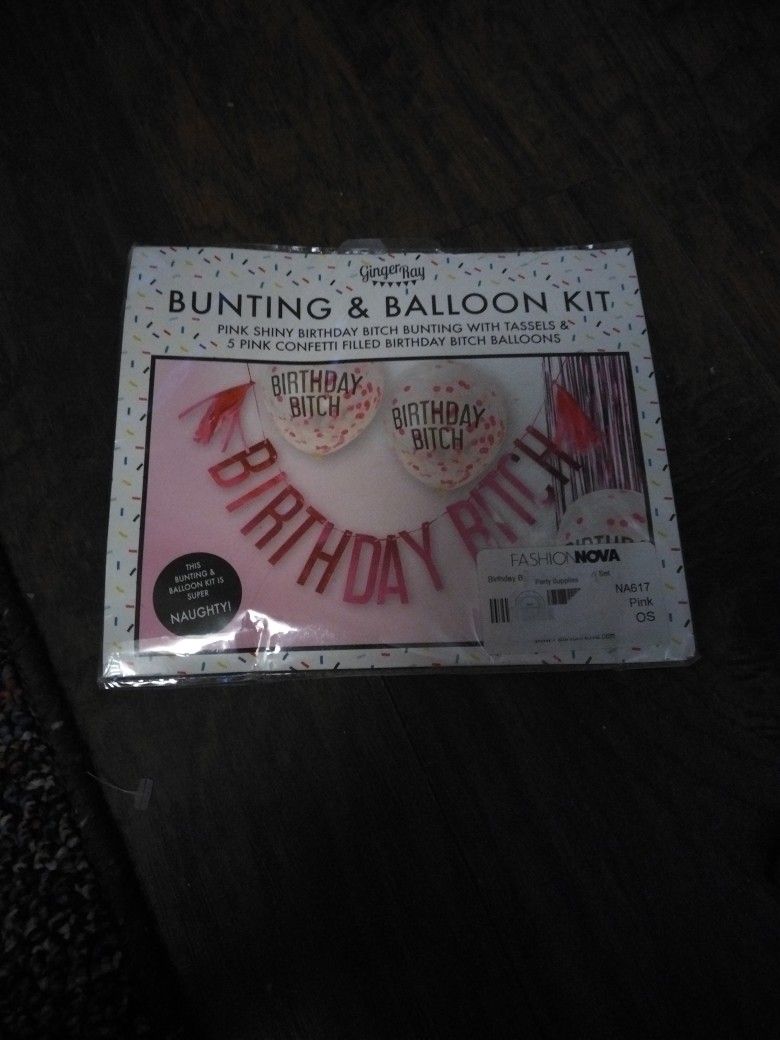 Ginger Ray
BUNTING & BALLOON KIT
PINK SHINY BIRTHDAY BITCH BUNTING WITH TASSELS &
5 PINK CONFETTI FILLED BIRTHDAY BITCH BALLOONS
BIRTHDAY
BITCH
BIRTHDAY
BITCH
BIRTHDAY BITCH
THIS
BUNTING &
BALLOON KIT IS
SUPER
NAUGHTY!
FASHIONNOVA
Birthday B Party Supplies Set
NA617
Pink
OS